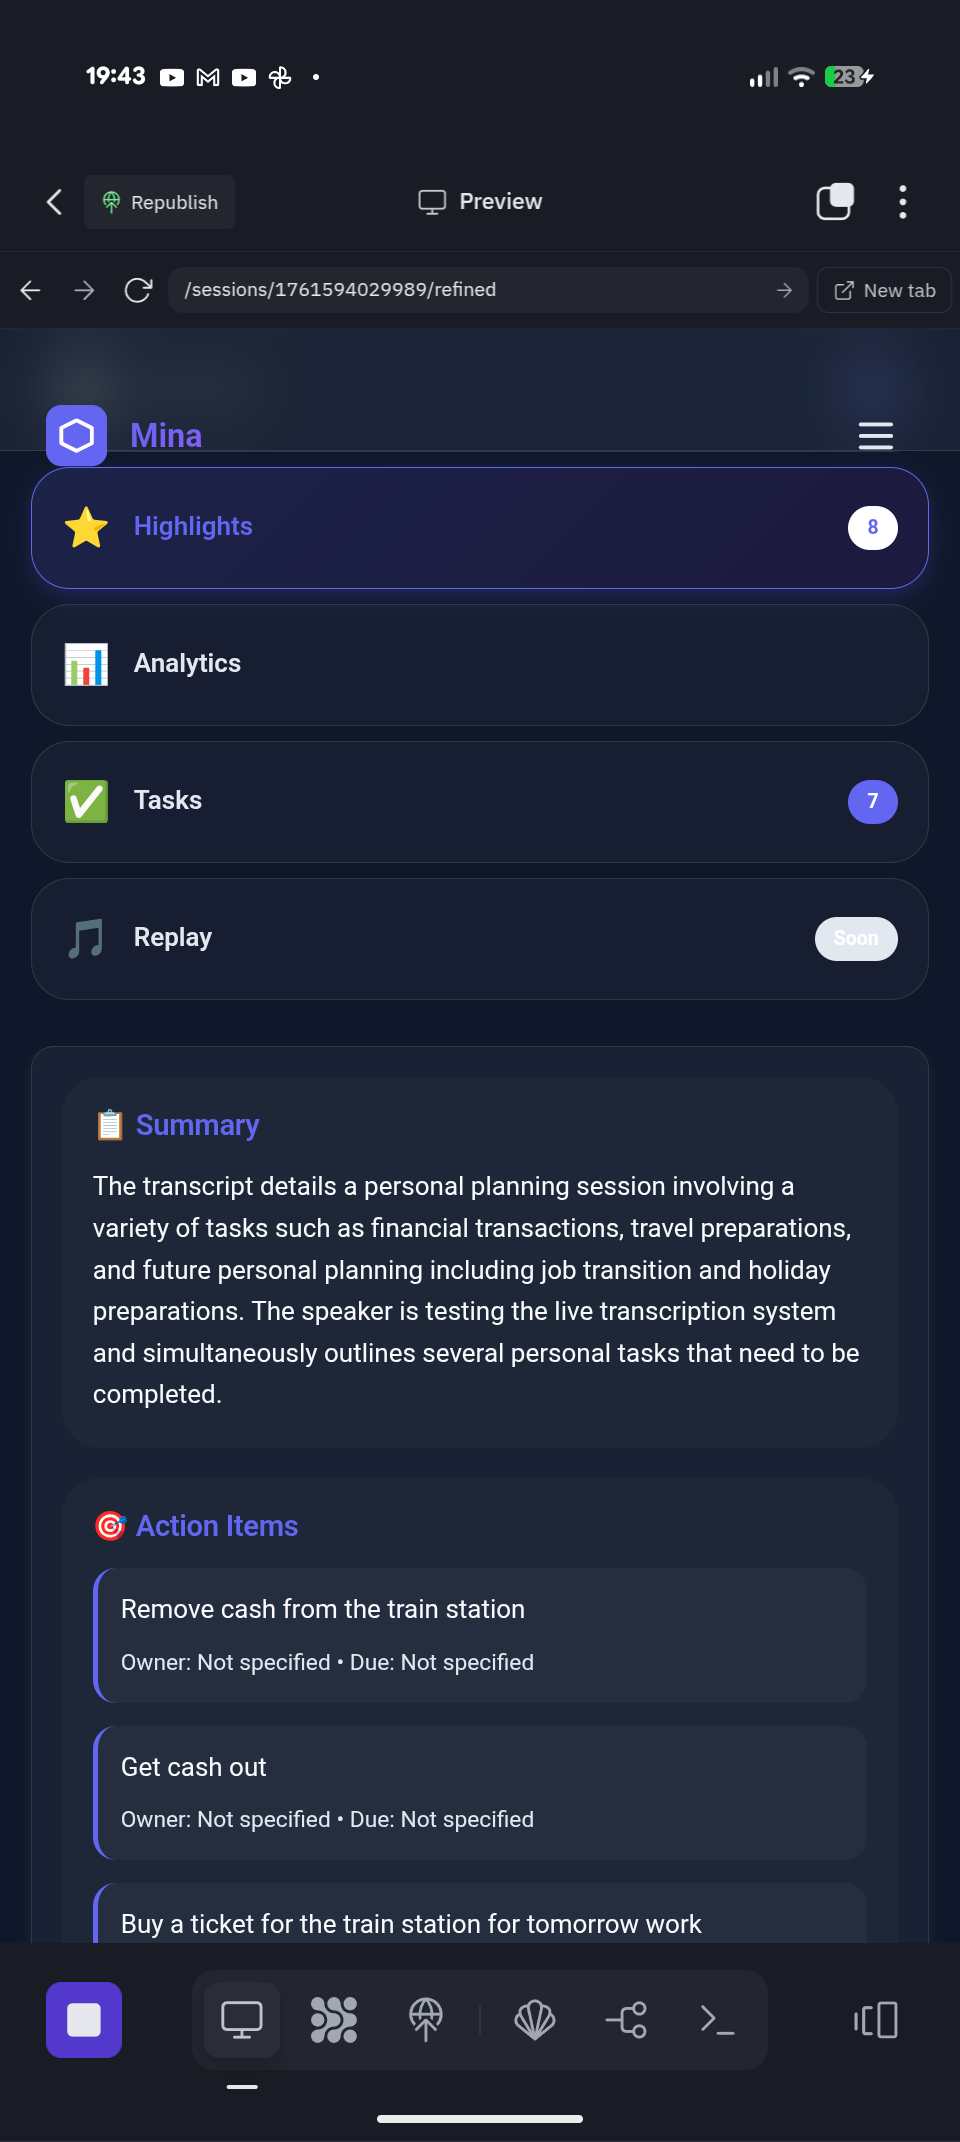 19:43
23
Republish
Preview
/sessions/1761594029989/refined
New tab
Mina
Highlights
8
Analytics
Tasks
7
Replay
Soon
Summary
The transcript details a personal planning session involving a
variety of tasks such as financial transactions, travel preparations,
and future personal planning including job transition and holiday
preparations. The speaker is testing the live transcription system
and simultaneously outlines several personal tasks that need to be
completed.
Action Items
Remove cash from the train station
Owner: Not specified • Due: Not specified
Get cash out
Owner: Not specified • Due: Not specified
Buy a ticket for the train station for tomorrow work